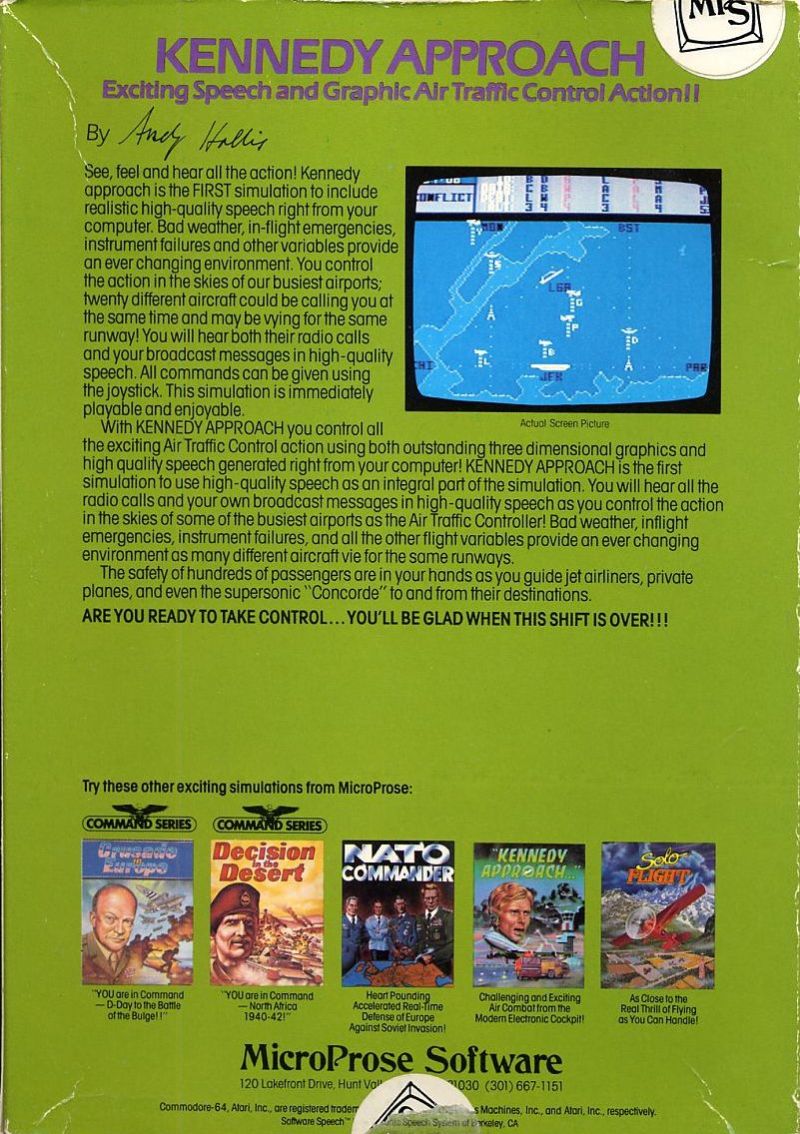 MPS
KENNEDY APPROACH
Exciting Speech and Graphic Air Traffic Control Action!!
By Andy Hollis
See, feel and hear all the action! Kennedy
approach is the FIRST simulation to include
realistic high-quality speech right from your
computer. Bad weather, in-flight emergencies,
instrument failures and other variables provide
an ever changing environment. You control
the action in the skies of our busiest airports;
twenty different aircraft could be calling you at
the same time and may be vying for the same
runway! You will hear both their radio calls
and your broadcast messages in high-quality
speech. All commands can be given using
the joystick. This simulation is immediately
playable and enjoyable.
CONFLICT
BST
LGA
CHI
JFK
PAR
Actual Screen Picture
With KENNEDY APPROACH you control all
the exciting Air Traffic Control action using both outstanding three dimensional graphics and
high quality speech generated right from your computer! KENNEDY APPROACH is the first
simulation to use high-quality speech as an integral part of the simulation. You will hear all the
radio calls and your own broadcast messages in high-quality speech as you control the action
in the skies of some of the busiest airports as the Air Traffic Controller! Bad weather, inflight
emergencies, instrument failures, and all the other flight variables provide an ever changing
environment as many different aircraft vie for the same runways.
The safety of hundreds of passengers are in your hands as you guide jet airliners, private
planes, and even the supersonic "Concorde" to and from their destinations.
ARE YOU READY TO TAKE CONTROL...YOU'LL BE GLAD WHEN THIS SHIFT IS OVER!!!
Try these other exciting simulations from MicroProse:
COMMAND SERIES
COMMAND SERIES
Crusade
in
Europe
Decision
in the
Desert
NATO
COMMANDER
"KENNEDY
APPROACH..."
Solo
FLIGHT
"YOU are in Command
— D-Day to the Battle
of the Bulge!!"
"YOU are in Command
— North Africa
1940-42!"
Heart Pounding
Accelerated Real-Time
Defense of Europe
Against Soviet Invasion!
Challenging and Exciting
Air Combat from the
Modern Electronic Cockpit!
As Close to the
Real Thrill of Flying
as You Can Handle!
MicroProse Software
120 Lakefront Drive, Hunt Vall 21030 (301) 667-1151
Commodore-64, Atari, Inc., are registered tradem s Machines, Inc., and Atari, Inc., respectively.
Software Speech™ Speech System of Berkeley, CA